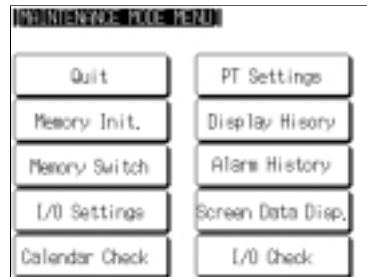 [MAINTENANCE MODE MENU]
Quit
PT Settings
Memory Init.
Display Hisory
Memory Switch
Alarm History
I/O Settings
Screen Data Disp.
Calendar Check
I/O Check